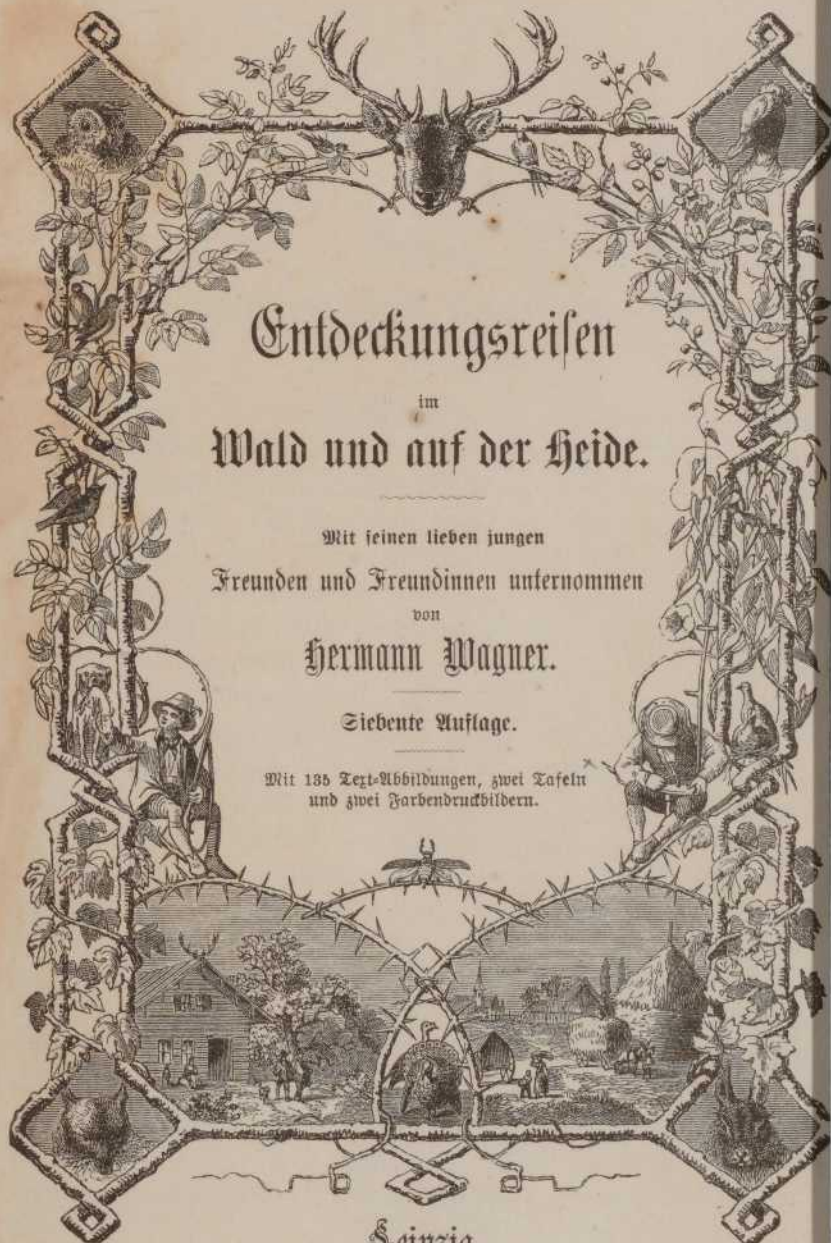 Entdeckungsreisen
im
Wald und auf der Heide.
Mit seinen lieben jungen
Freunden und Freundinnen unternommen
von
Hermann Wagner.
Siebente Auflage.
Mit 135 Text-Abbildungen, zwei Tafeln
und zwei Farbendruckbildern.
Leipzig